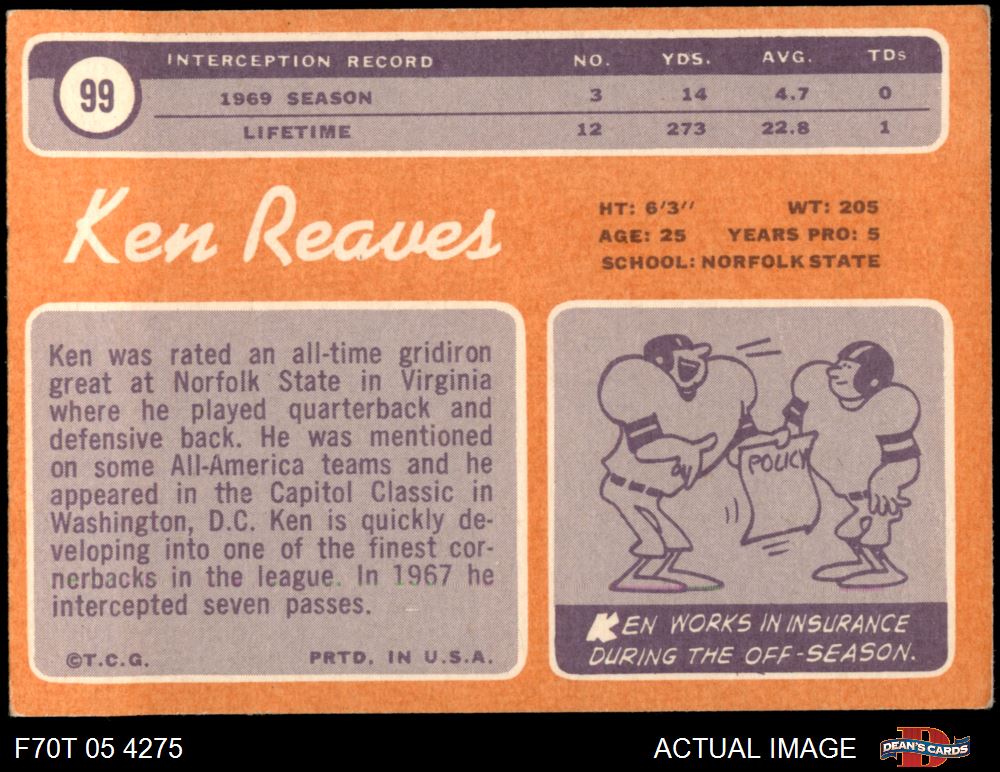 99
INTERCEPTION RECORD NO. YDS. AVG. TDs
1969 SEASON 3 14 4.7 0
LIFETIME 12 273 22.8 1
Ken Reaves
HT: 6'3" WT: 205
AGE: 25 YEARS PRO: 5
SCHOOL: NORFOLK STATE
Ken was rated an all-time gridiron
great at Norfolk State in Virginia
where he played quarterback and
defensive back. He was mentioned
on some All-America teams and he
appeared in the Capitol Classic in
Washington, D.C. Ken is quickly de-
veloping into one of the finest cor-
nerbacks in the league. In 1967 he
intercepted seven passes.
©T.C.G. PRTD. IN U.S.A.
POLICY
KEN WORKS IN INSURANCE
DURING THE OFF-SEASON.
F70T 05 4275
ACTUAL IMAGE
D
DEAN'S CARDS